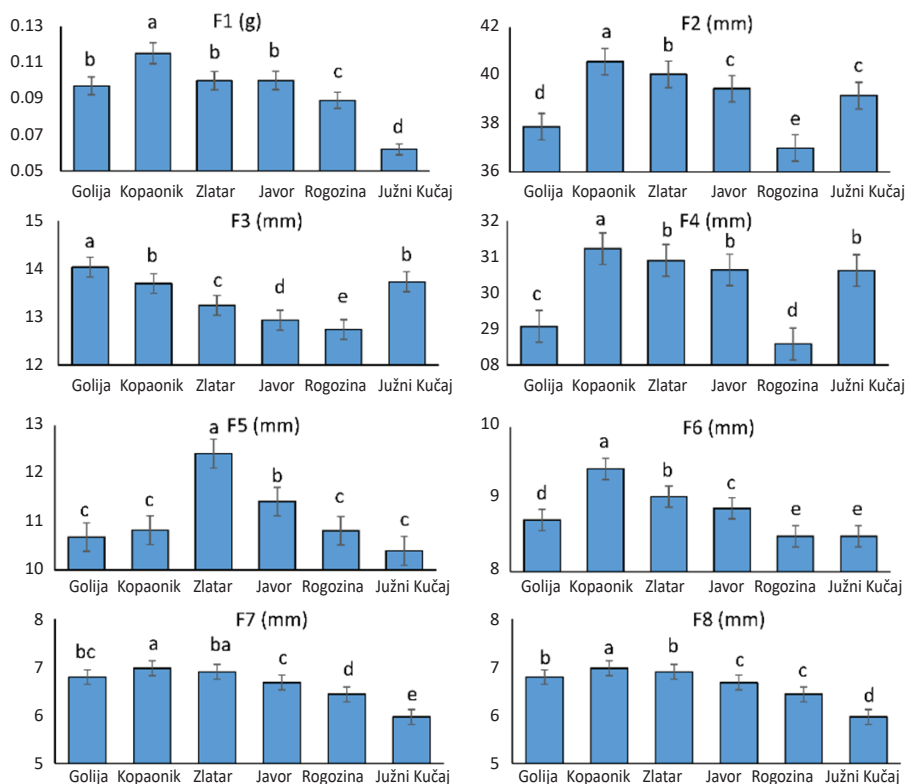 F1 (g)
0.13
0.11
0.09
0.07
0.05
b
a
b
b
c
d
Golija Kopaonik Zlatar Javor Rogozina Južni Kučaj
F2 (mm)
42
40
38
36
d
a
b
c
e
c
Golija Kopaonik Zlatar Javor Rogozina Južni Kučaj
F3 (mm)
15
14
13
12
a
b
c
d
e
c
Golija Kopaonik Zlatar Javor Rogozina Južni Kučaj
F4 (mm)
32
31
30
29
08
c
a
b
b
d
b
Golija Kopaonik Zlatar Javor Rogozina Južni Kučaj
F5 (mm)
13
12
11
10
c
c
a
b
c
c
Golija Kopaonik Zlatar Javor Rogozina Južni Kučaj
F6 (mm)
10
9
8
d
a
b
c
e
e
Golija Kopaonik Zlatar Javor Rogozina Južni Kučaj
F7 (mm)
8
7
6
5
bc
a
ba
c
d
e
Golija Kopaonik Zlatar Javor Rogozina Južni Kučaj
F8 (mm)
8
7
6
5
b
a
b
c
c
d
Golija Kopaonik Zlatar Javor Rogozina Južni Kučaj